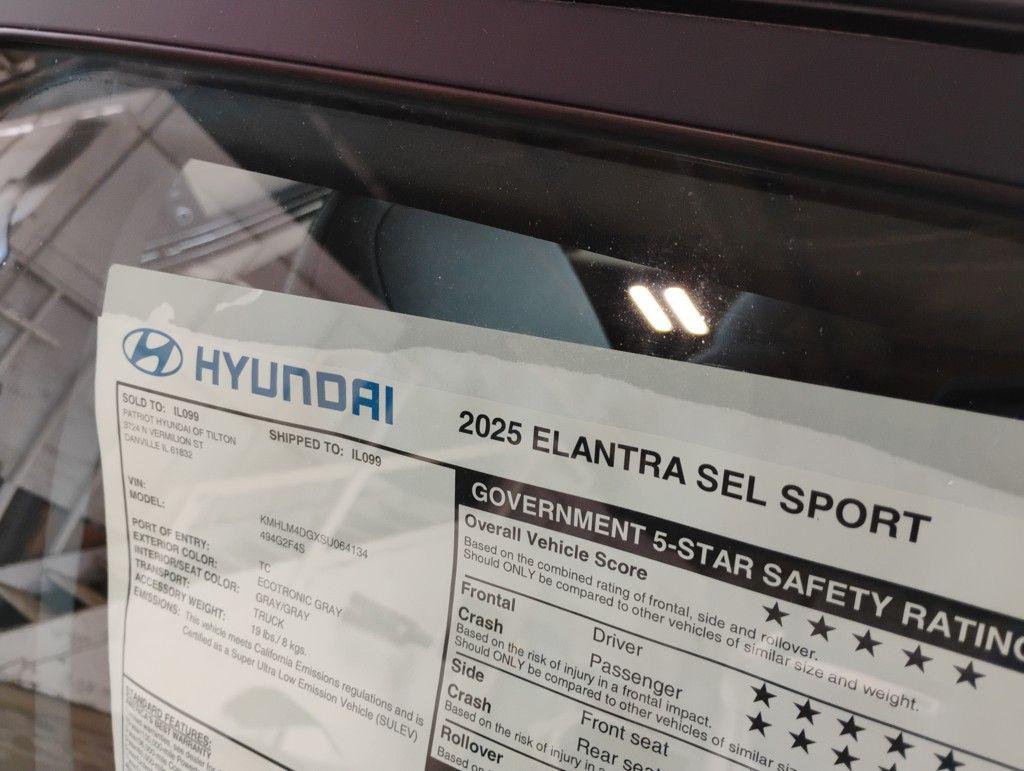 HYUNDAI
2025 ELANTRA SEL SPORT
SOLD TO: IL099
PATRIOT HYUNDAI OF TILTON
3724 N VERMILION ST
DANVILLE IL 61832
SHIPPED TO: IL099
VIN: KMHLM4DGXSU064134
MODEL: 494G2F4S
PORT OF ENTRY: TC
EXTERIOR COLOR: ECOTRONIC GRAY
INTERIOR/SEAT COLOR: GRAY/GRAY
TRANSPORT: TRUCK
ACCESSORY WEIGHT: 19 lbs / 8 kgs.
EMISSIONS: This vehicle meets California Emissions regulations and is
Certified as a Super Ultra Low Emission Vehicle (SULEV)
STANDARD FEATURES:
GOVERNMENT 5-STAR SAFETY RATING
Overall Vehicle Score ★ ★ ★ ★ ★
Based on the combined rating of frontal, side and rollover.
Should ONLY be compared to other vehicles of similar size and weight.
Frontal Driver ★ ★ ★ ★ ★
Crash Passenger ★ ★ ★
Based on the risk of injury in a frontal impact.
Should ONLY be compared to other vehicles of similar
Side Front seat
Crash Rear seat
Based on the risk of injury in
Rollover
Based on